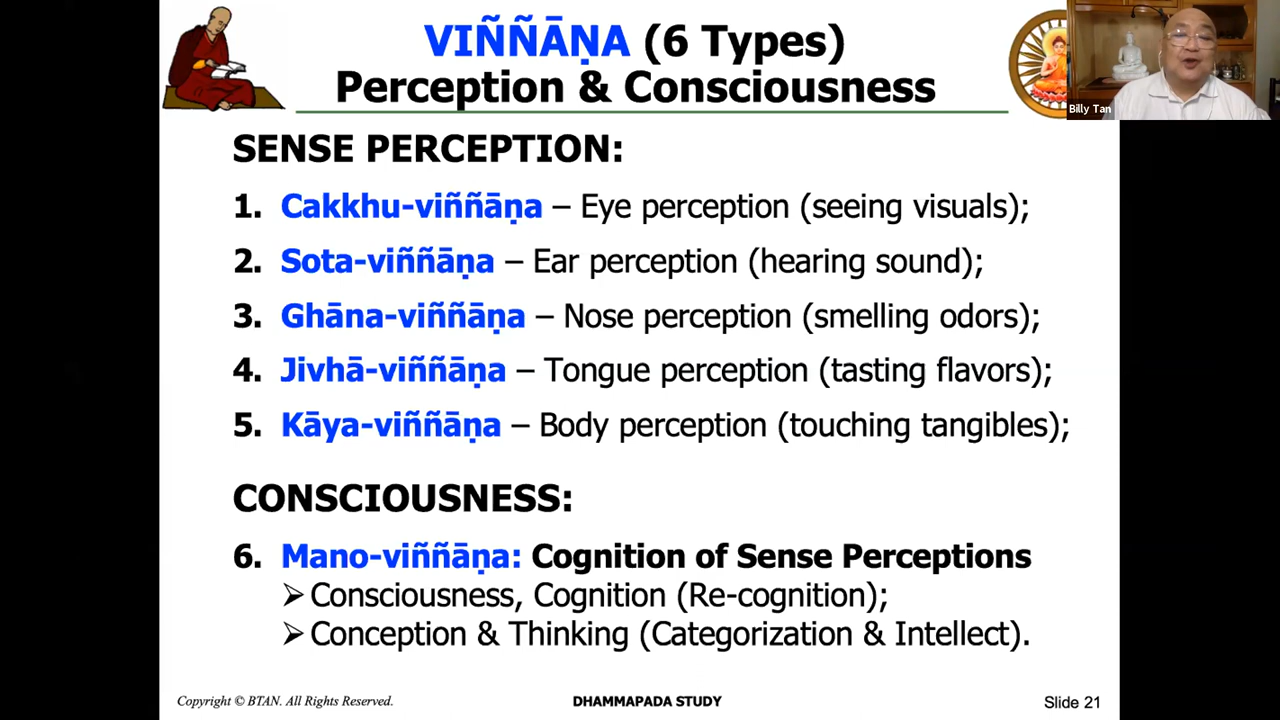 VIÑÑĀṆA (6 Types)
Perception & Consciousness
Billy Tan
SENSE PERCEPTION:
1. Cakkhu-viññāṇa – Eye perception (seeing visuals);
2. Sota-viññāṇa – Ear perception (hearing sound);
3. Ghāna-viññāṇa – Nose perception (smelling odors);
4. Jivhā-viññāṇa – Tongue perception (tasting flavors);
5. Kāya-viññāṇa – Body perception (touching tangibles);
CONSCIOUSNESS:
6. Mano-viññāṇa: Cognition of Sense Perceptions
➢ Consciousness, Cognition (Re-cognition);
➢ Conception & Thinking (Categorization & Intellect).
Copyright © BTAN. All Rights Reserved. DHAMMAPADA STUDY Slide 21